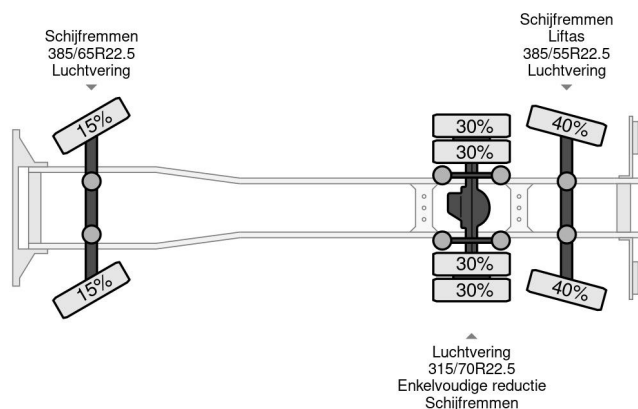 Schijfremmen
385/65R22.5
Luchtvering
Schijfremmen
Liftas
385/55R22.5
Luchtvering
15%
30%
30%
40%
15%
30%
30%
40%
Luchtvering
315/70R22.5
Enkelvoudige reductie
Schijfremmen